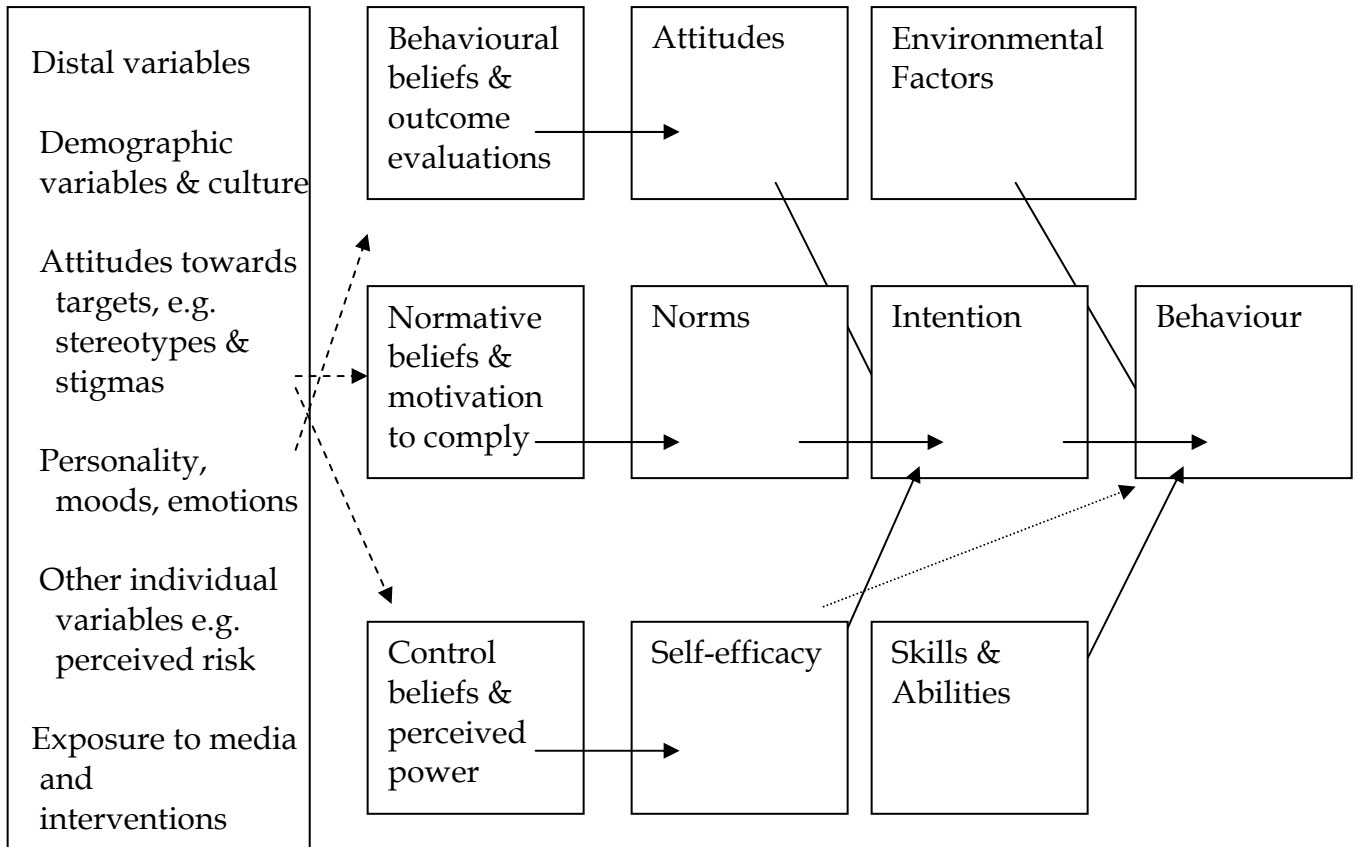 Distal variables
Demographic
variables & culture
Attitudes towards
targets, e.g.
stereotypes &
stigmas
Personality,
moods, emotions
Other individual
variables e.g.
perceived risk
Exposure to media
and
interventions
Behavioural
beliefs &
outcome
evaluations
Attitudes
Environmental
Factors
Normative
beliefs &
motivation
to comply
Norms
Intention
Behaviour
Control
beliefs &
perceived
power
Self-efficacy
Skills &
Abilities